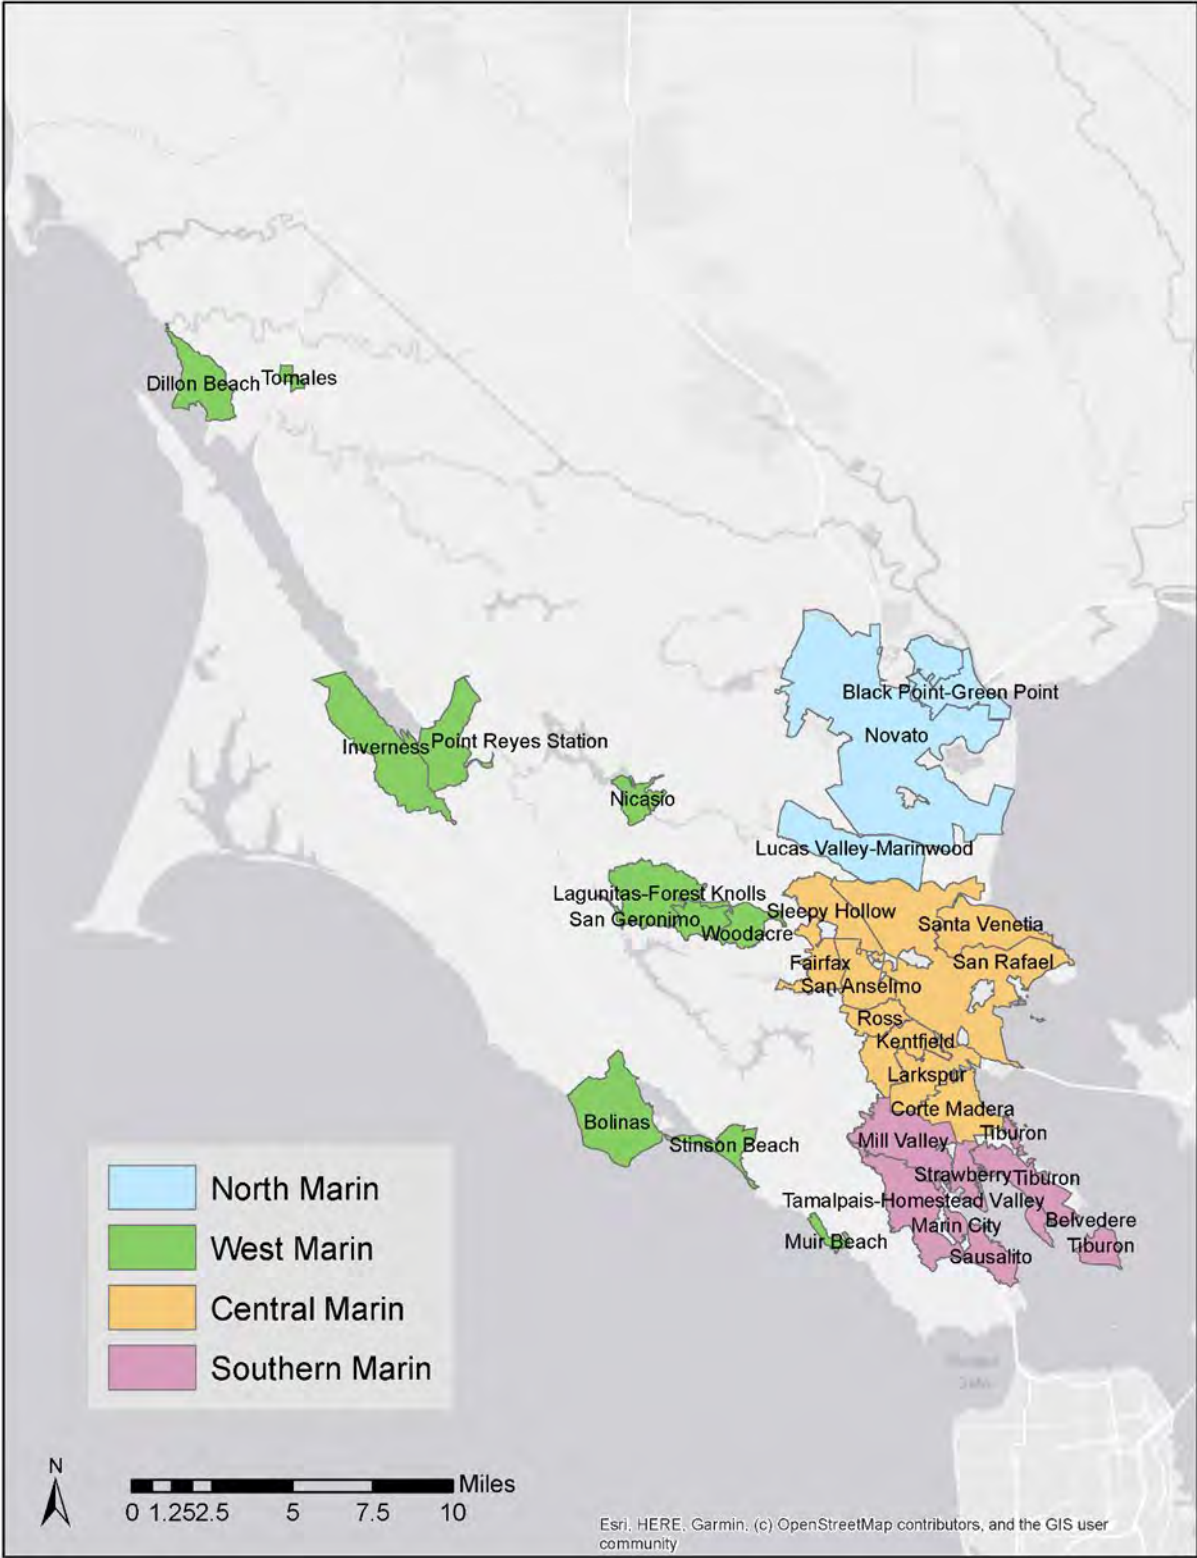 Dillon Beach
Tomales
Black Point-Green Point
Novato
Inverness
Point Reyes Station
Nicasio
Lucas Valley-Marinwood
Lagunitas-Forest Knolls
Sleepy Hollow
San Geronimo
Santa Venetia
Woodacre
Fairfax
San Rafael
San Anselmo
Ross
Kentfield
Larkspur
Corte Madera
Bolinas
Tiburon
Mill Valley
Stinson Beach
Strawberry
Tiburon
Tamalpais-Homestead Valley
Belvedere
Marin City
Muir Beach
Tiburon
Sausalito
North Marin
West Marin
Central Marin
Southern Marin
N
Miles
0 1.25 2.5 5 7.5 10
Esri, HERE, Garmin, (c) OpenStreetMap contributors, and the GIS user
community